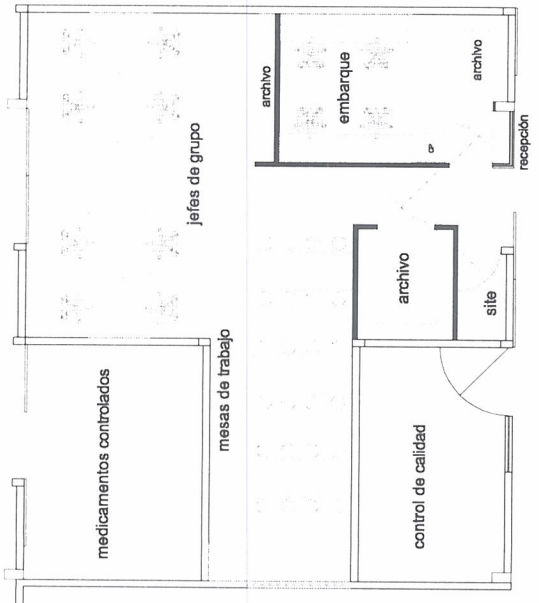 medicamentos controlados
jefes de grupo
mesas de trabajo
archivo
embarque
archivo
archivo
site
control de calidad
recepción